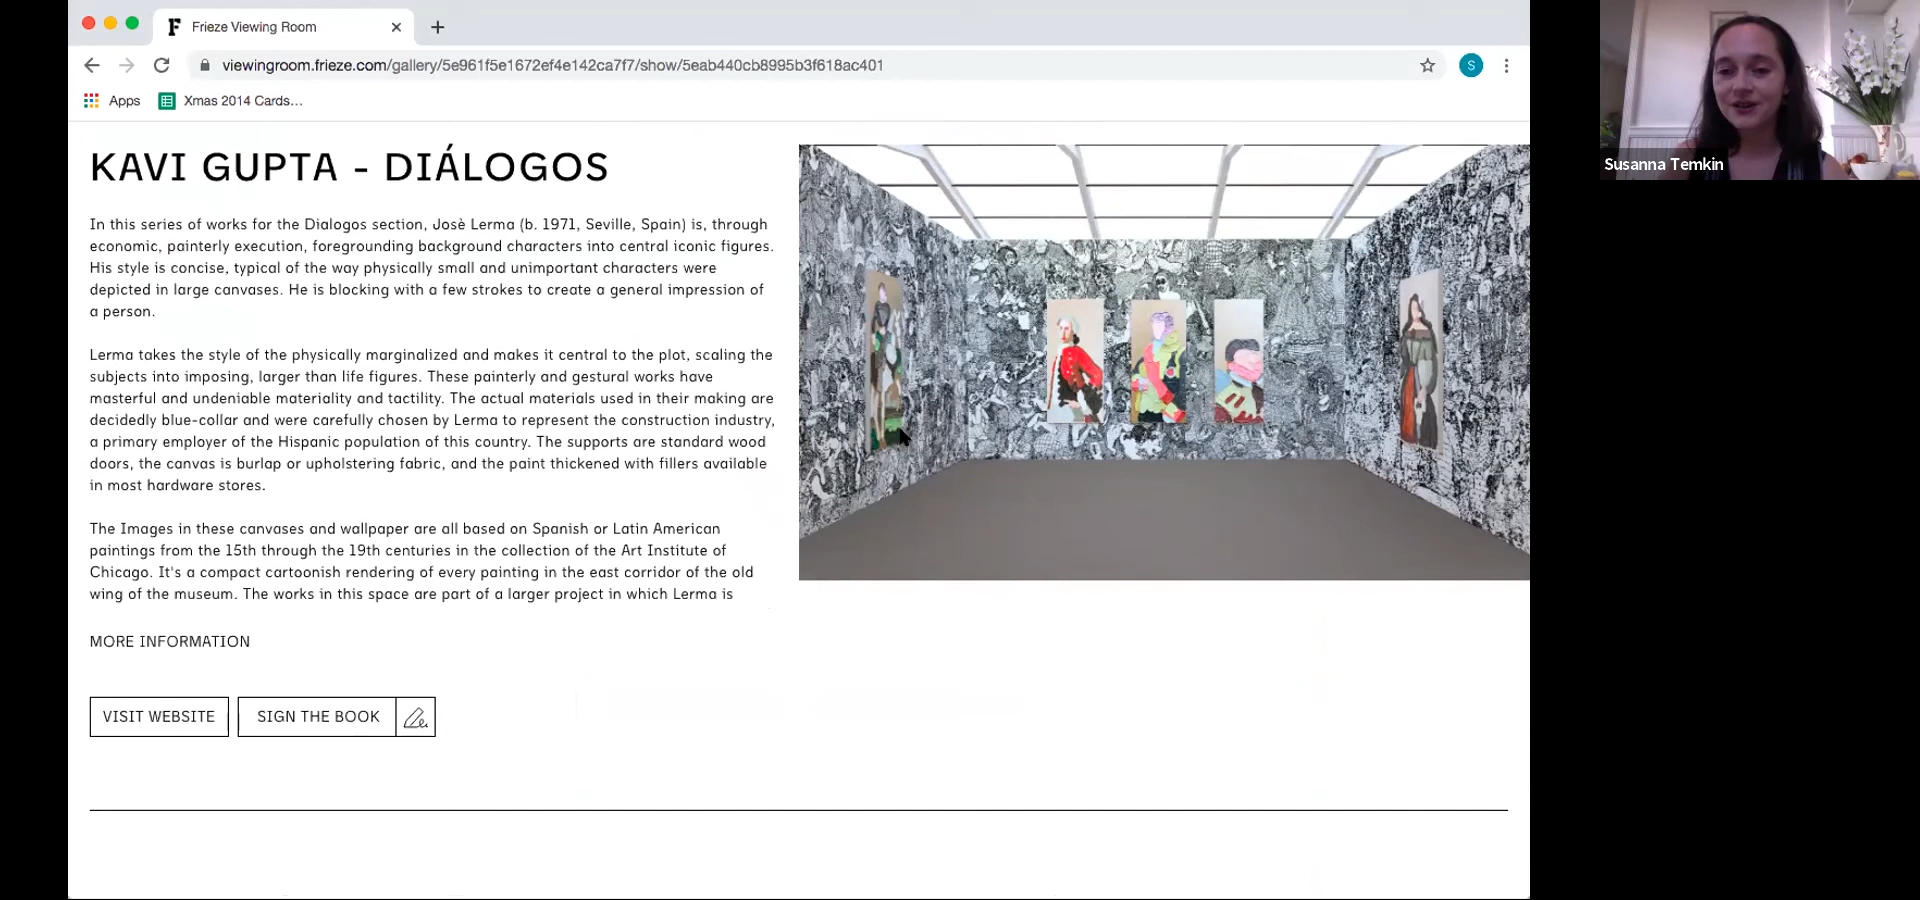 Frieze Viewing Room
viewingroom.frieze.com/gallery/5e961f5e1672ef4e142ca7f7/show/5eab440cb8995b3f618ac401
S
Apps
Xmas 2014 Cards...
KAVI GUPTA - DIÁLOGOS
In this series of works for the Dialogos section, Josè Lerma (b. 1971, Seville, Spain) is, through
economic, painterly execution, foregrounding background characters into central iconic figures.
His style is concise, typical of the way physically small and unimportant characters were
depicted in large canvases. He is blocking with a few strokes to create a general impression of
a person.
Lerma takes the style of the physically marginalized and makes it central to the plot, scaling the
subjects into imposing, larger than life figures. These painterly and gestural works have
masterful and undeniable materiality and tactility. The actual materials used in their making are
decidedly blue-collar and were carefully chosen by Lerma to represent the construction industry,
a primary employer of the Hispanic population of this country. The supports are standard wood
doors, the canvas is burlap or upholstering fabric, and the paint thickened with fillers available
in most hardware stores.
The Images in these canvases and wallpaper are all based on Spanish or Latin American
paintings from the 15th through the 19th centuries in the collection of the Art Institute of
Chicago. It's a compact cartoonish rendering of every painting in the east corridor of the old
wing of the museum. The works in this space are part of a larger project in which Lerma is
MORE INFORMATION
VISIT WEBSITE
SIGN THE BOOK
Susanna Temkin